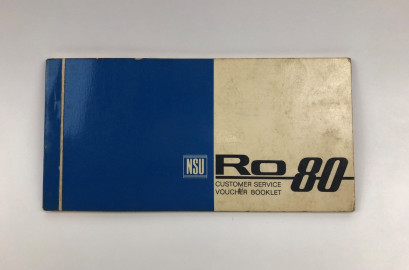 NSU
Ro 80
CUSTOMER SERVICE
VOUCHER BOOKLET